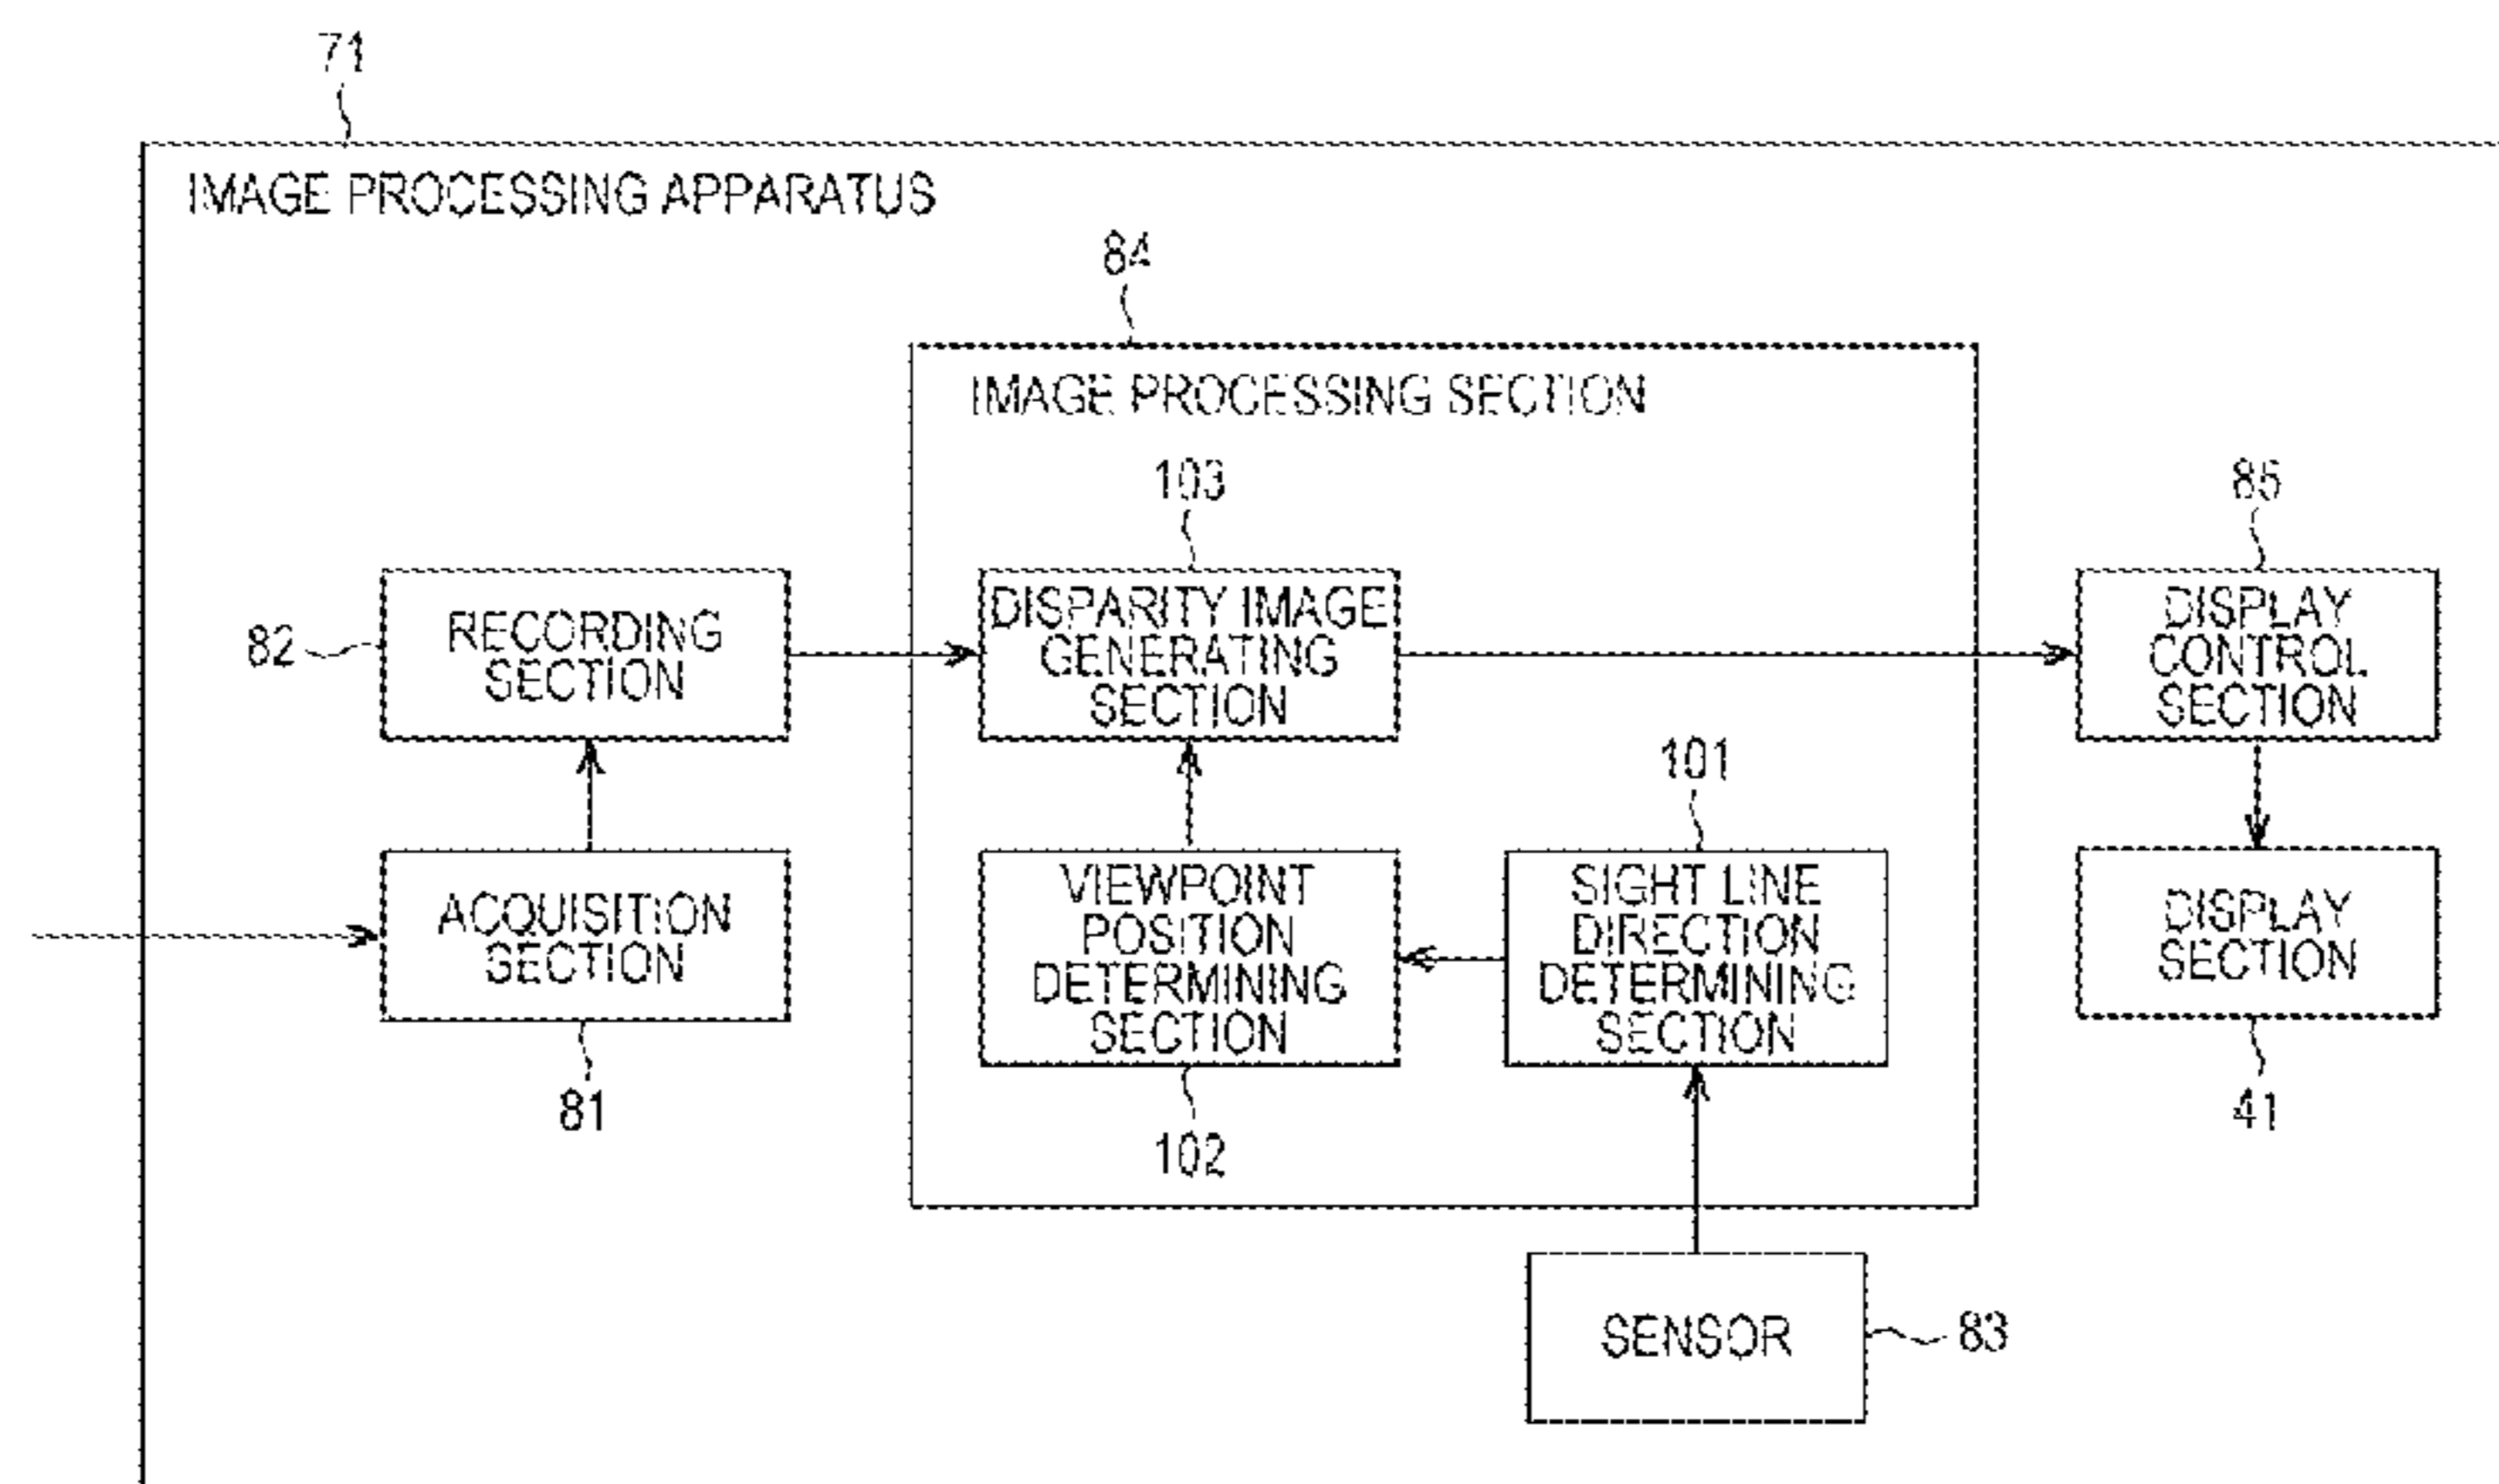 71
IMAGE PROCESSING APPARATUS
84
IMAGE PROCESSING SECTION
103
85
82
RECORDING
SECTION
DISPARITY IMAGE
GENERATING
SECTION
DISPLAY
CONTROL
SECTION
101
ACQUISITION
SECTION
VIEWPOINT
POSITION
DETERMINING
SECTION
SIGHT LINE
DIRECTION
DETERMINING
SECTION
DISPLAY
SECTION
81
102
41
SENSOR
83